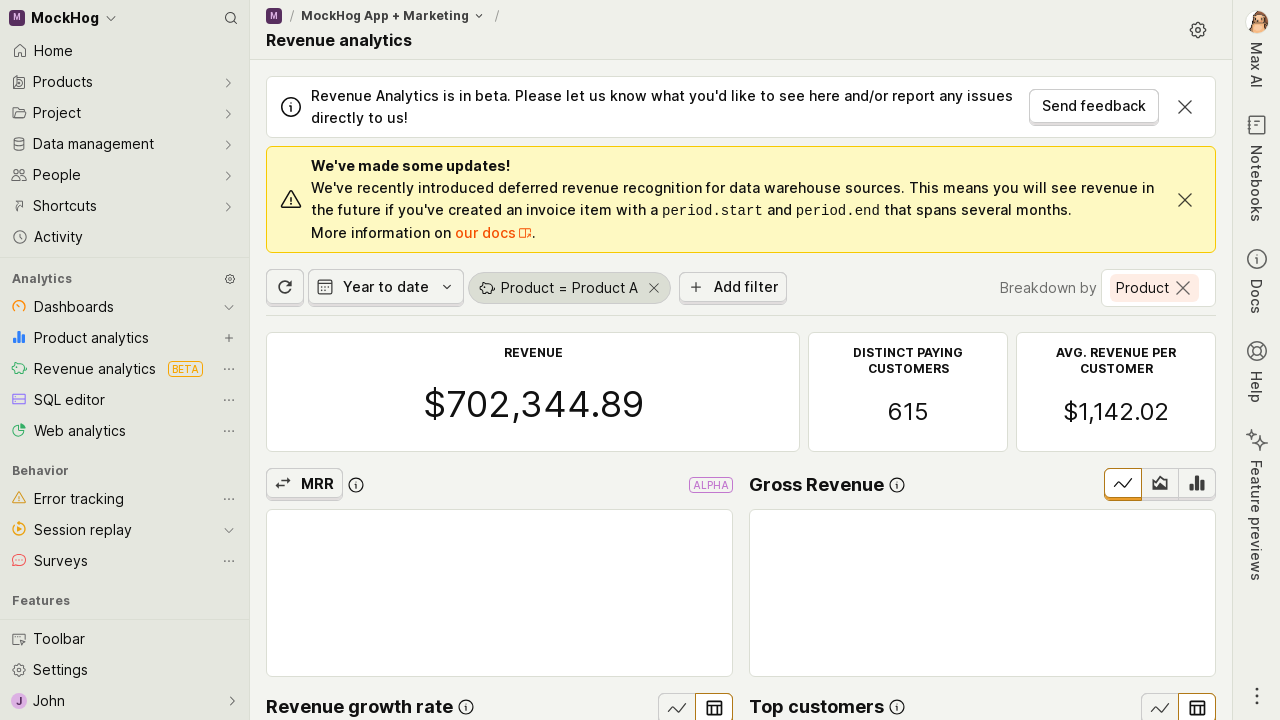 M MockHog
Home
Products
Project
Data management
People
Shortcuts
Activity
Analytics
Dashboards
Product analytics
Revenue analytics BETA
SQL editor
Web analytics
Behavior
Error tracking
Session replay
Surveys
Features
Toolbar
Settings
J John
M / MockHog App + Marketing /
Revenue analytics
Revenue Analytics is in beta. Please let us know what you'd like to see here and/or report any issues
directly to us!
Send feedback
We've made some updates!
We've recently introduced deferred revenue recognition for data warehouse sources. This means you will see revenue in
the future if you've created an invoice item with a period.start and period.end that spans several months.
More information on our docs.
Year to date
Product = Product A
Add filter
Breakdown by Product
REVENUE
$702,344.89
DISTINCT PAYING
CUSTOMERS
615
AVG. REVENUE PER
CUSTOMER
$1,142.02
MRR
ALPHA
Gross Revenue
Revenue growth rate
Top customers
Max AI
Notebooks
Docs
Help
Feature previews